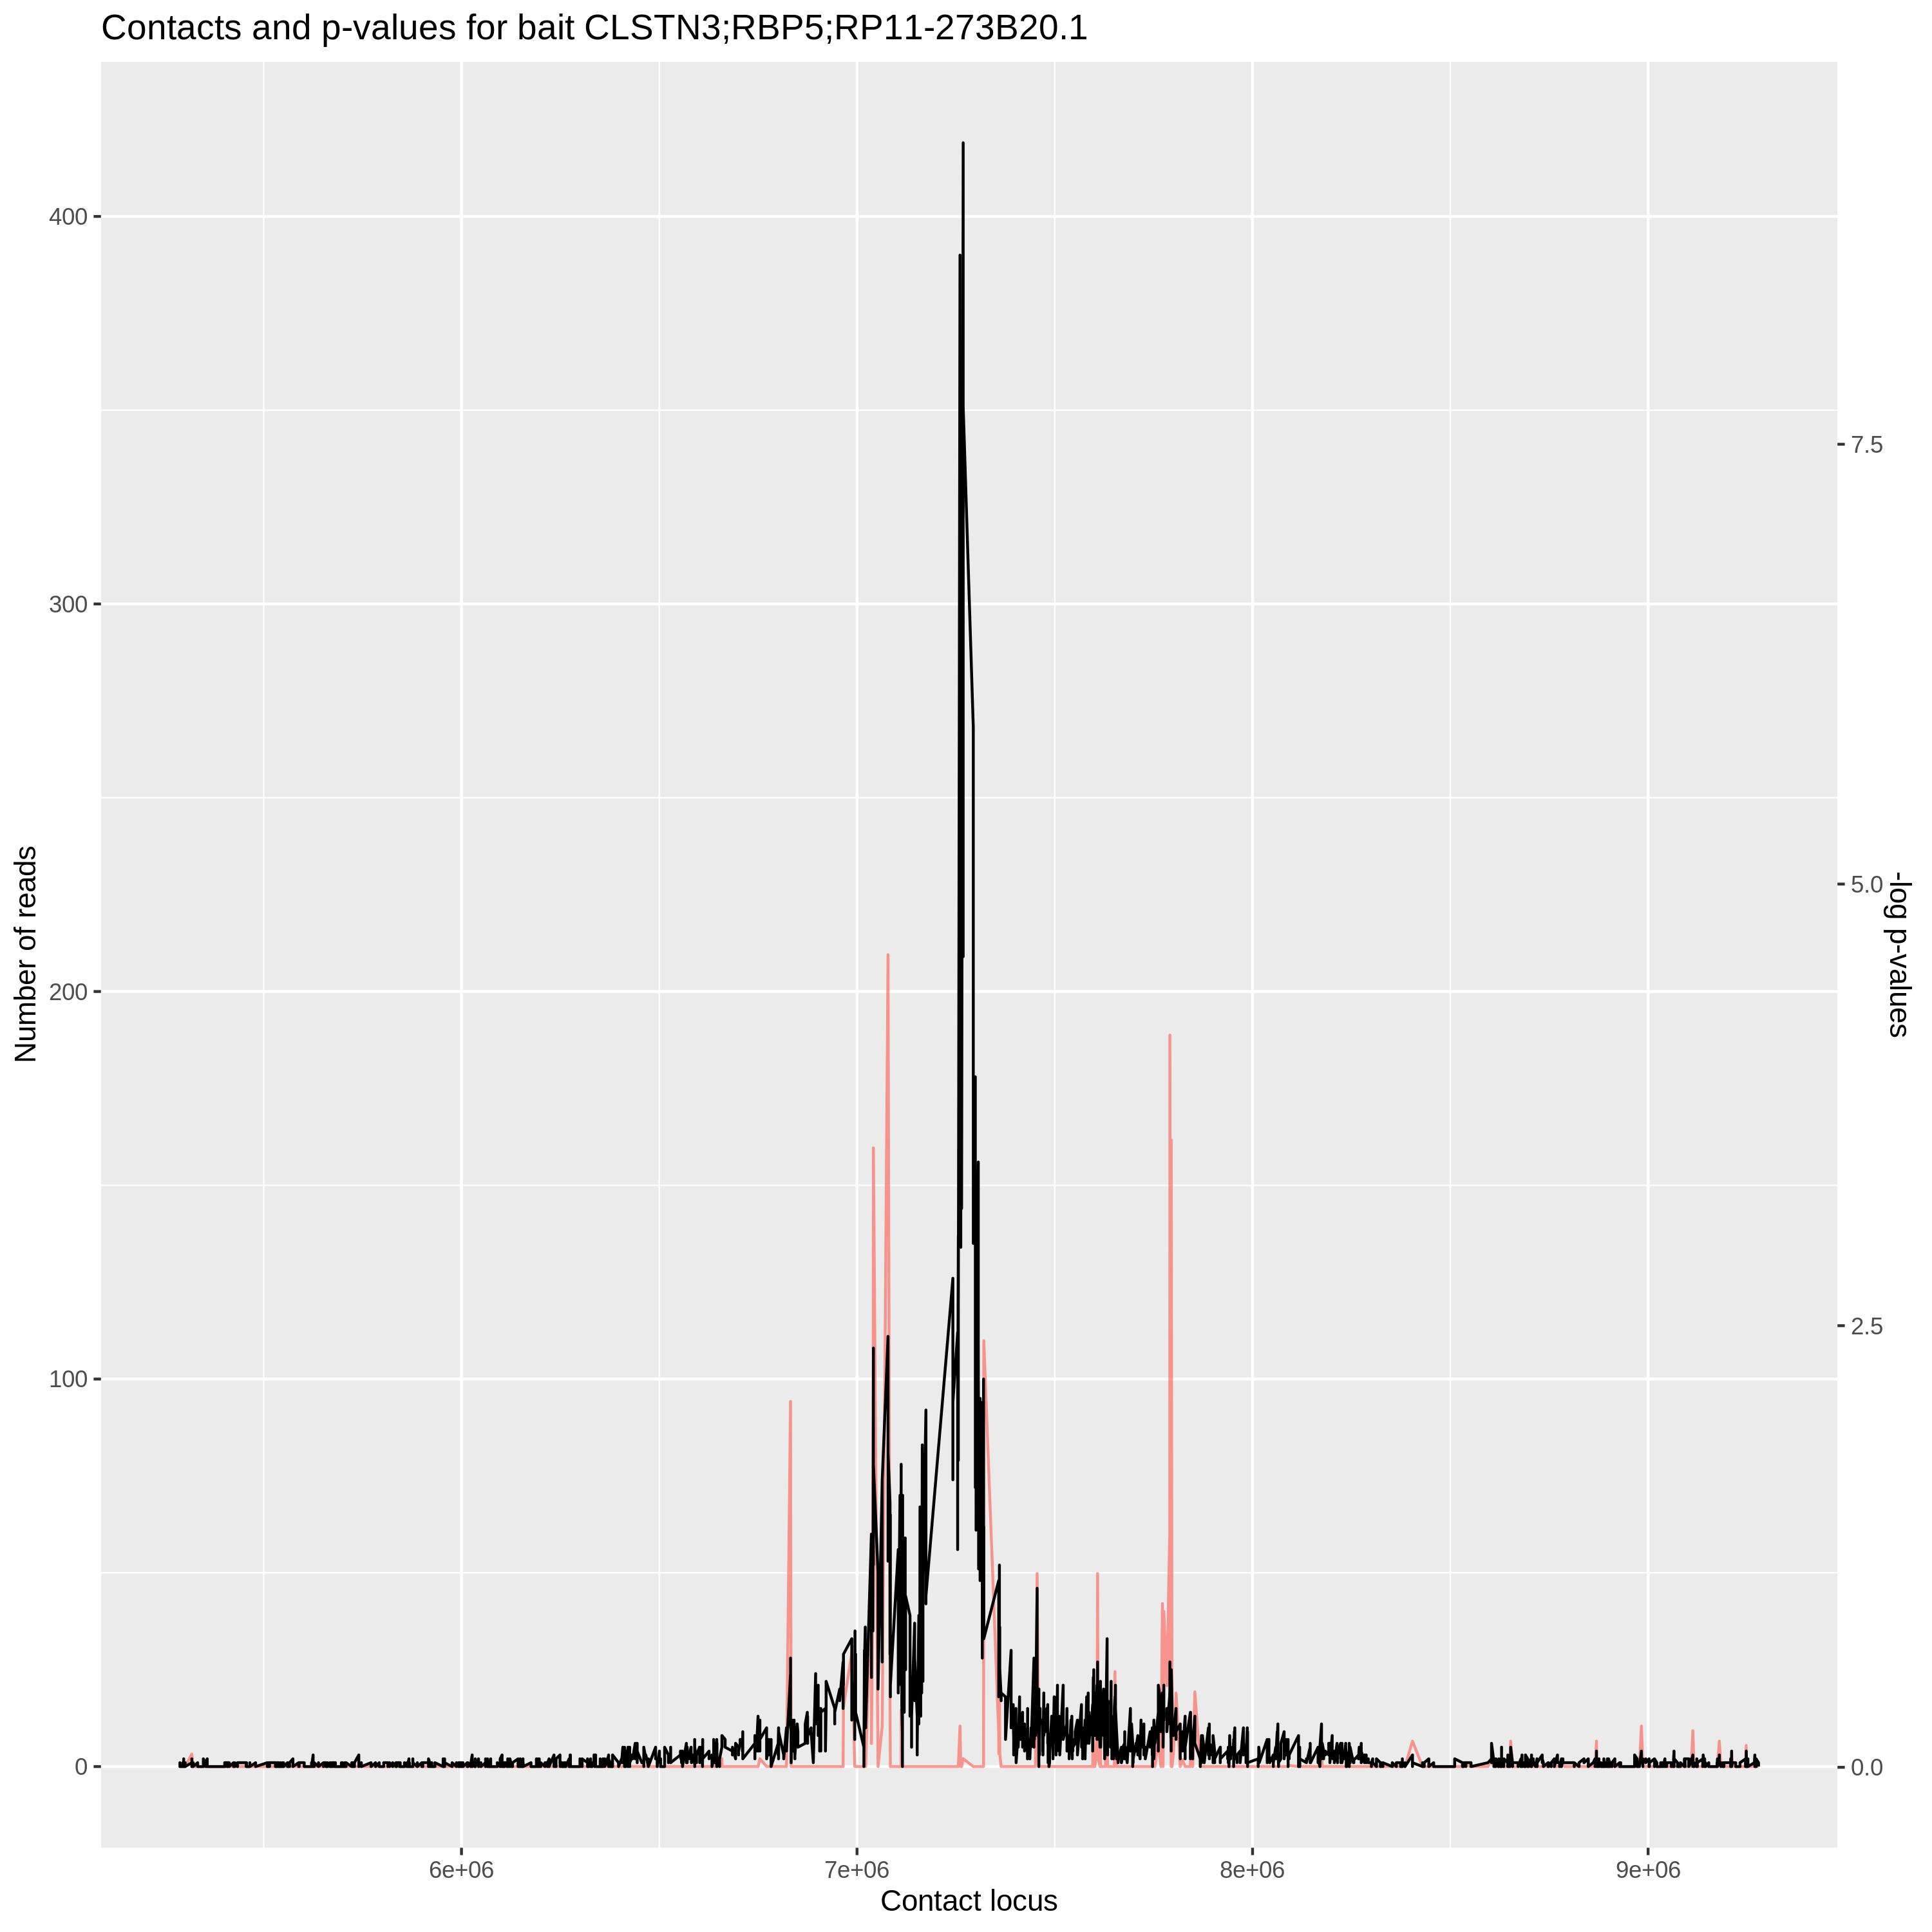 Contacts and p-values for bait CLSTN3;RBP5;RP11-273B20.1
400
300
200
100
0
Number of reads
7.5
5.0
2.5
0.0
-log p-values
6e+06 7e+06 8e+06 9e+06
Contact locus